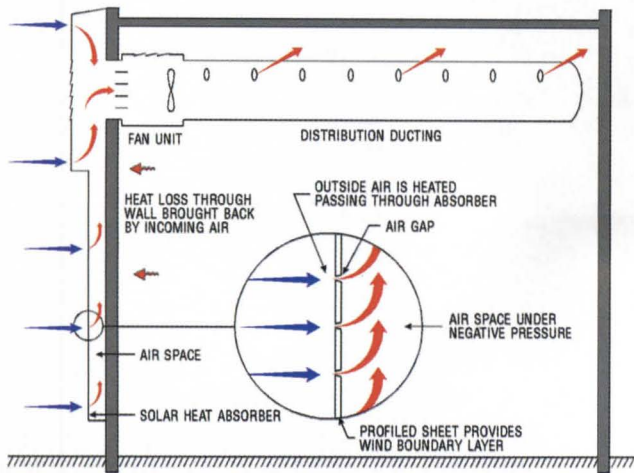 FAN UNIT
DISTRIBUTION DUCTING
HEAT LOSS THROUGH
WALL BROUGHT BACK
BY INCOMING AIR
OUTSIDE AIR IS HEATED
PASSING THROUGH ABSORBER
AIR GAP
AIR SPACE UNDER
NEGATIVE PRESSURE
AIR SPACE
SOLAR HEAT ABSORBER
PROFILED SHEET PROVIDES
WIND BOUNDARY LAYER